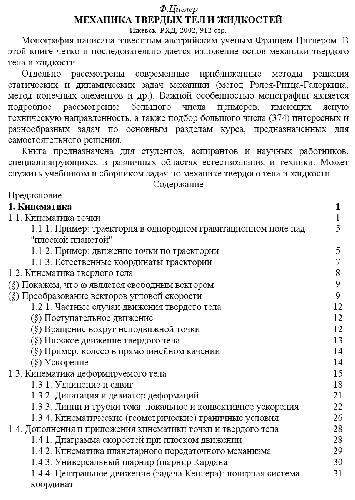 Ф.Циглер
МЕХАНИКА ТВЕРДЫХ ТЕЛ И ЖИДКОСТЕЙ
Ижевск: РХД, 2002, 912 стр.
Монография написана известным австрийским ученым Францем Циглером. В
этой книге четко и последовательно дается изложение основ механики твердого
тела и жидкости.
Отдельно рассмотрены современные приближенные методы решения
статических и динамических задач механики (метод Релея-Ритца-Галеркина,
метод конечных элементов и др.). Важной особенностью монографии является
подробное рассмотрение большого числа примеров, имеющих ясную
техническую направленность, а также подбор большого числа (374) интересных и
разнообразных задач по основным разделам курса, предназначенных для
самостоятельного решения.
Книга предназначена для студентов, аспирантов и научных работников,
специализирующихся в различных областях естествознания и техники. Может
служить учебником и сборником задач по механике твердого тела и жидкости.
Содержание
Предисловие
1. Кинематика 1
1.1. Кинематика точки 1
1.1.1. Пример: траектория в однородном гравитационном поле над 5
"плоской планетой"
1.1.2. Пример: движение точки по траектории 5
1.1.3. Естественные координаты траектории 7
1.2. Кинематика твердого тела 8
(§) Покажем, что ω является свободным вектором 9
(§) Преобразование векторов угловой скорости 9
1.2.1. Частные случаи движения твердого тела 12
(§) Поступательное движение 12
(§) Вращение вокруг неподвижной точки 12
(§) Плоское движение твердого тела 13
(§) Пример: колесо в прямолинейном качении 14
(§) Ускорение 14
1.3. Кинематика деформируемого тела 15
1.3.1. Удлинение и сдвиг 18
1.3.2. Дилатация и девиатор деформаций 21
1.3.3. Линии и трубки тока: локальное и конвективное ускорения 22
1.3.4. Кинематические (геометрические) граничные условия 26
1.4. Дополнения и приложения кинематики точки и твердого тела 28
1.4.1. Диаграмма скоростей при плоском движении 28
1.4.2. Кинематика планетарного передаточного механизма 29
1.4.3. Универсальный шарнир (шарнир Кардана) 30
1.4.4. Центральное движение (задача Кеплера): полярная система 31
координат